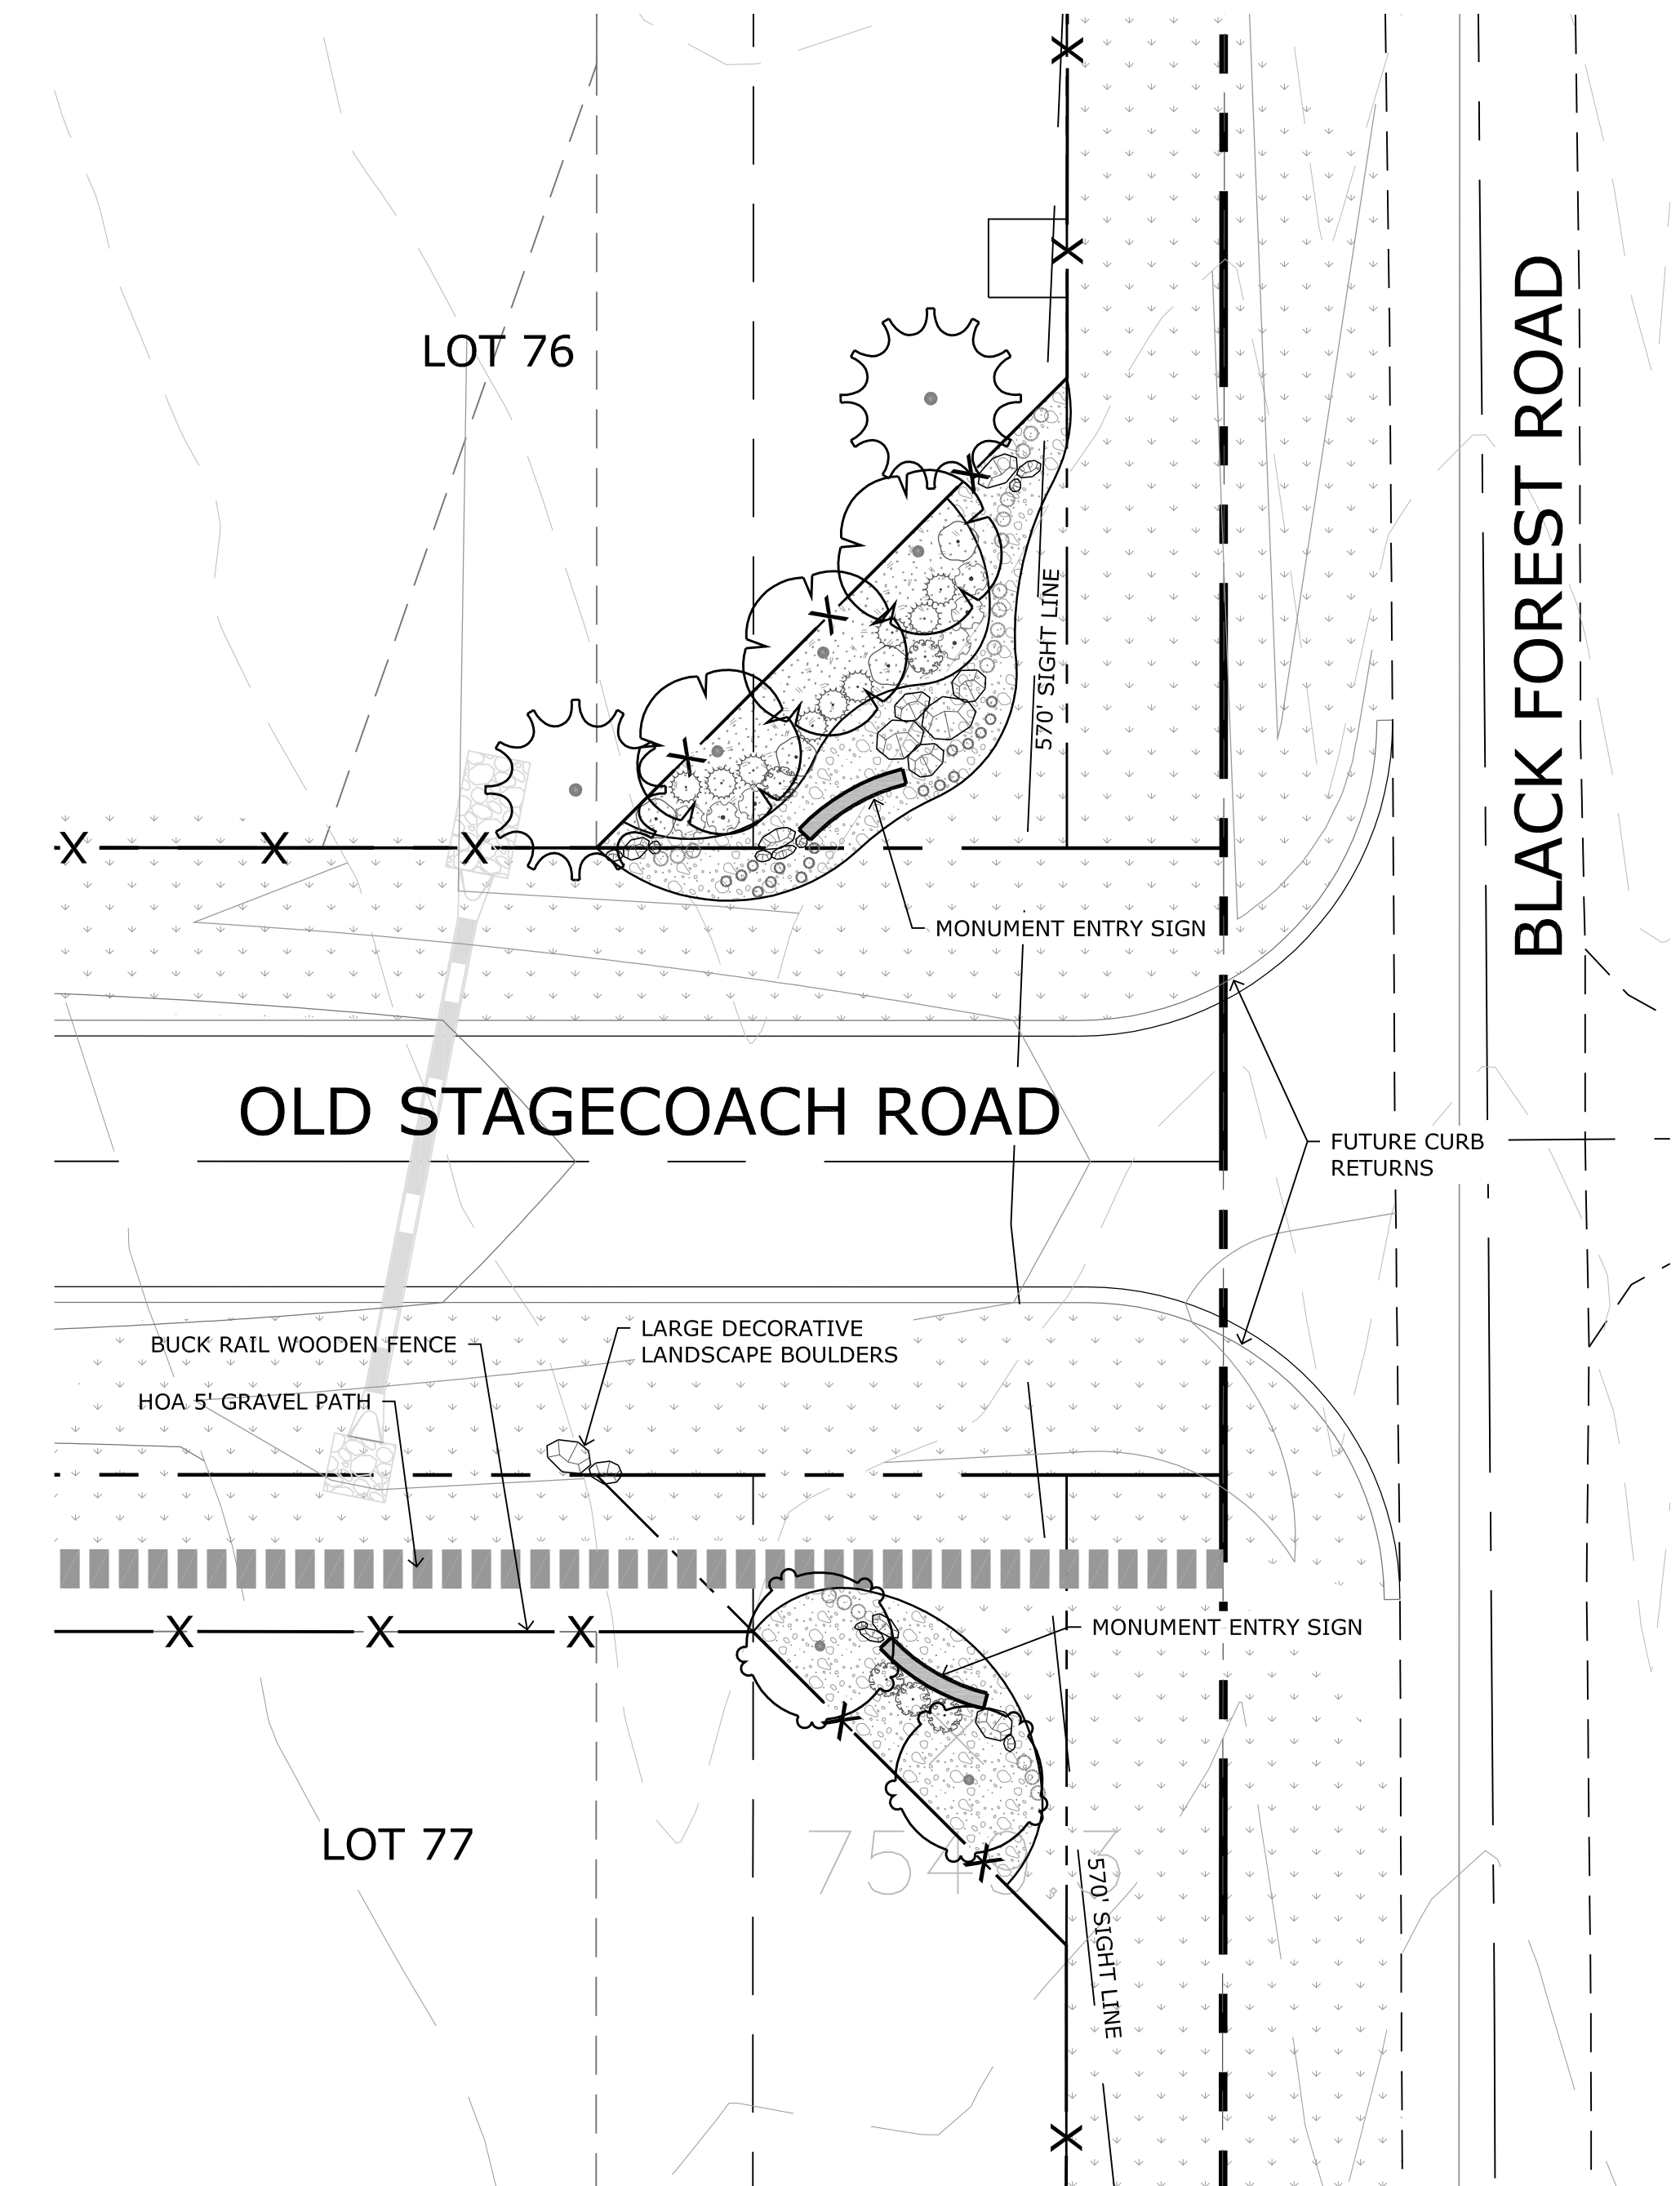 LOT 76
BLACK FOREST ROAD
570' SIGHT LINE
MONUMENT ENTRY SIGN
OLD STAGECOACH ROAD
FUTURE CURB
RETURNS
LARGE DECORATIVE
LANDSCAPE BOULDERS
BUCK RAIL WOODEN FENCE
HOA 5' GRAVEL PATH
MONUMENT ENTRY SIGN
LOT 77
570' SIGHT LINE